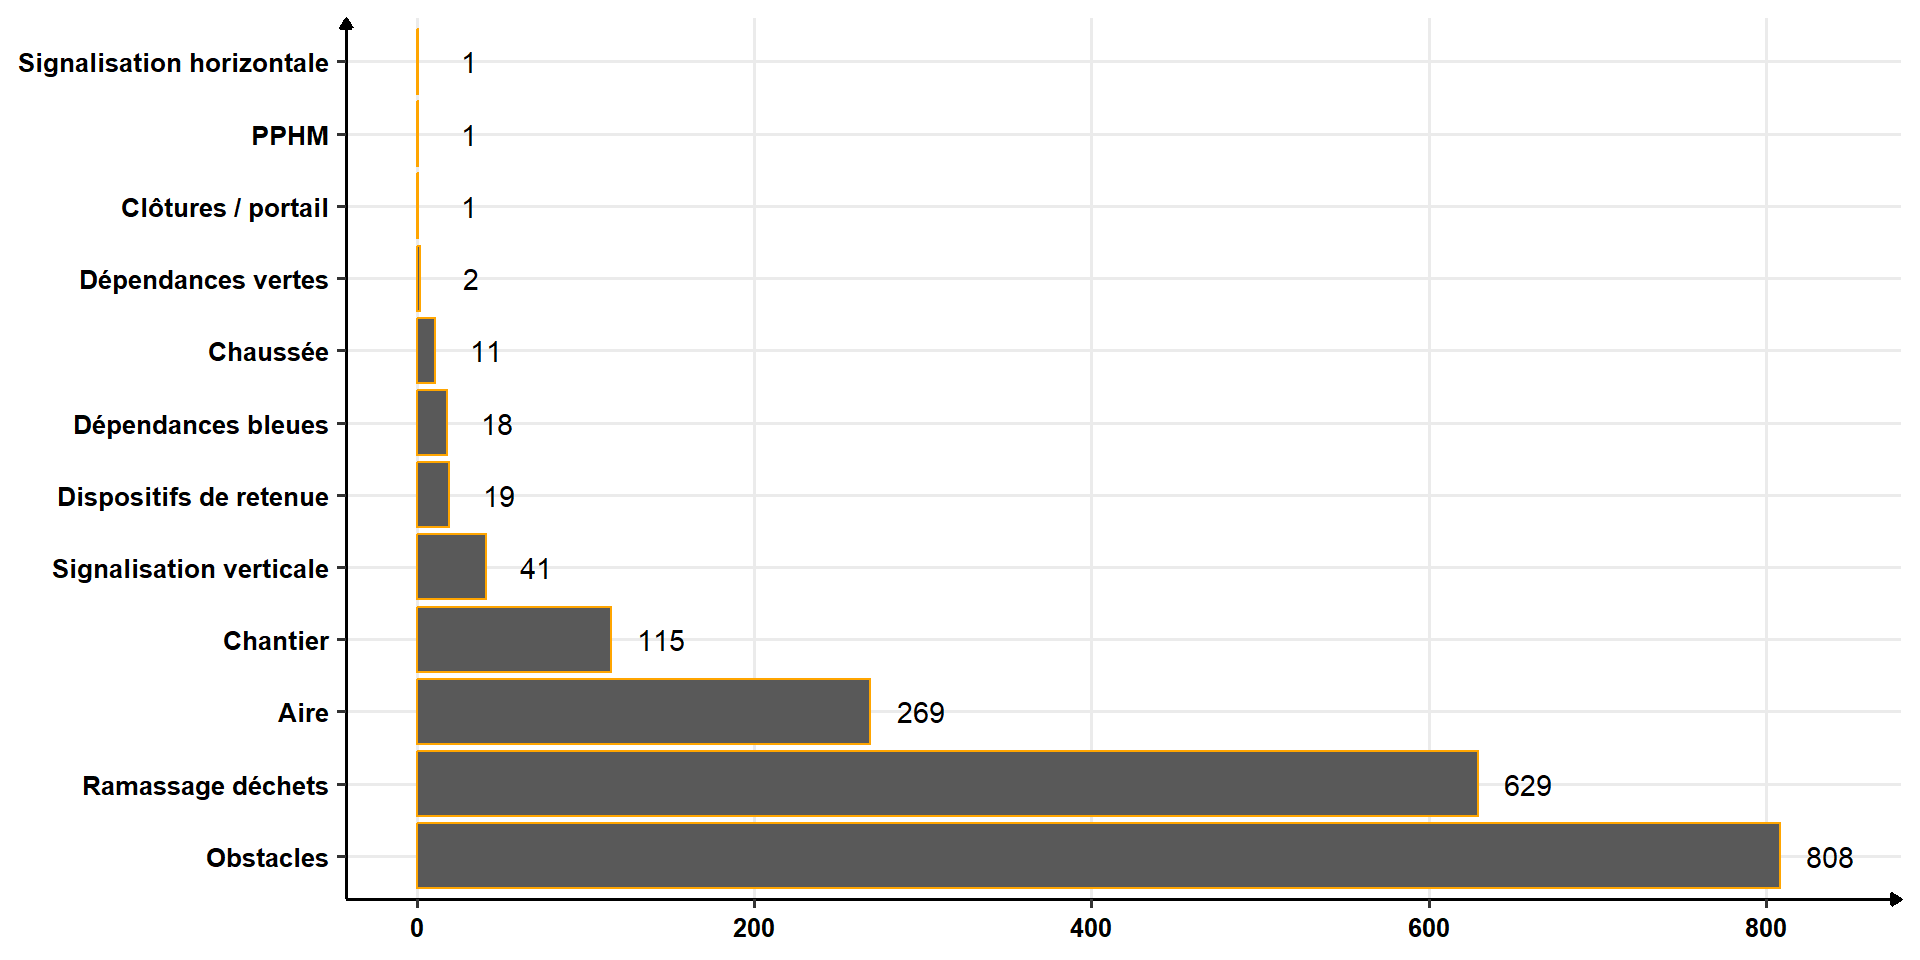 Signalisation horizontale 1
PPHM 1
Clôtures / portail 1
Dépendances vertes 2
Chaussée 11
Dépendances bleues 18
Dispositifs de retenue 19
Signalisation verticale 41
Chantier 115
Aire 269
Ramassage déchets 629
Obstacles 808
0 200 400 600 800